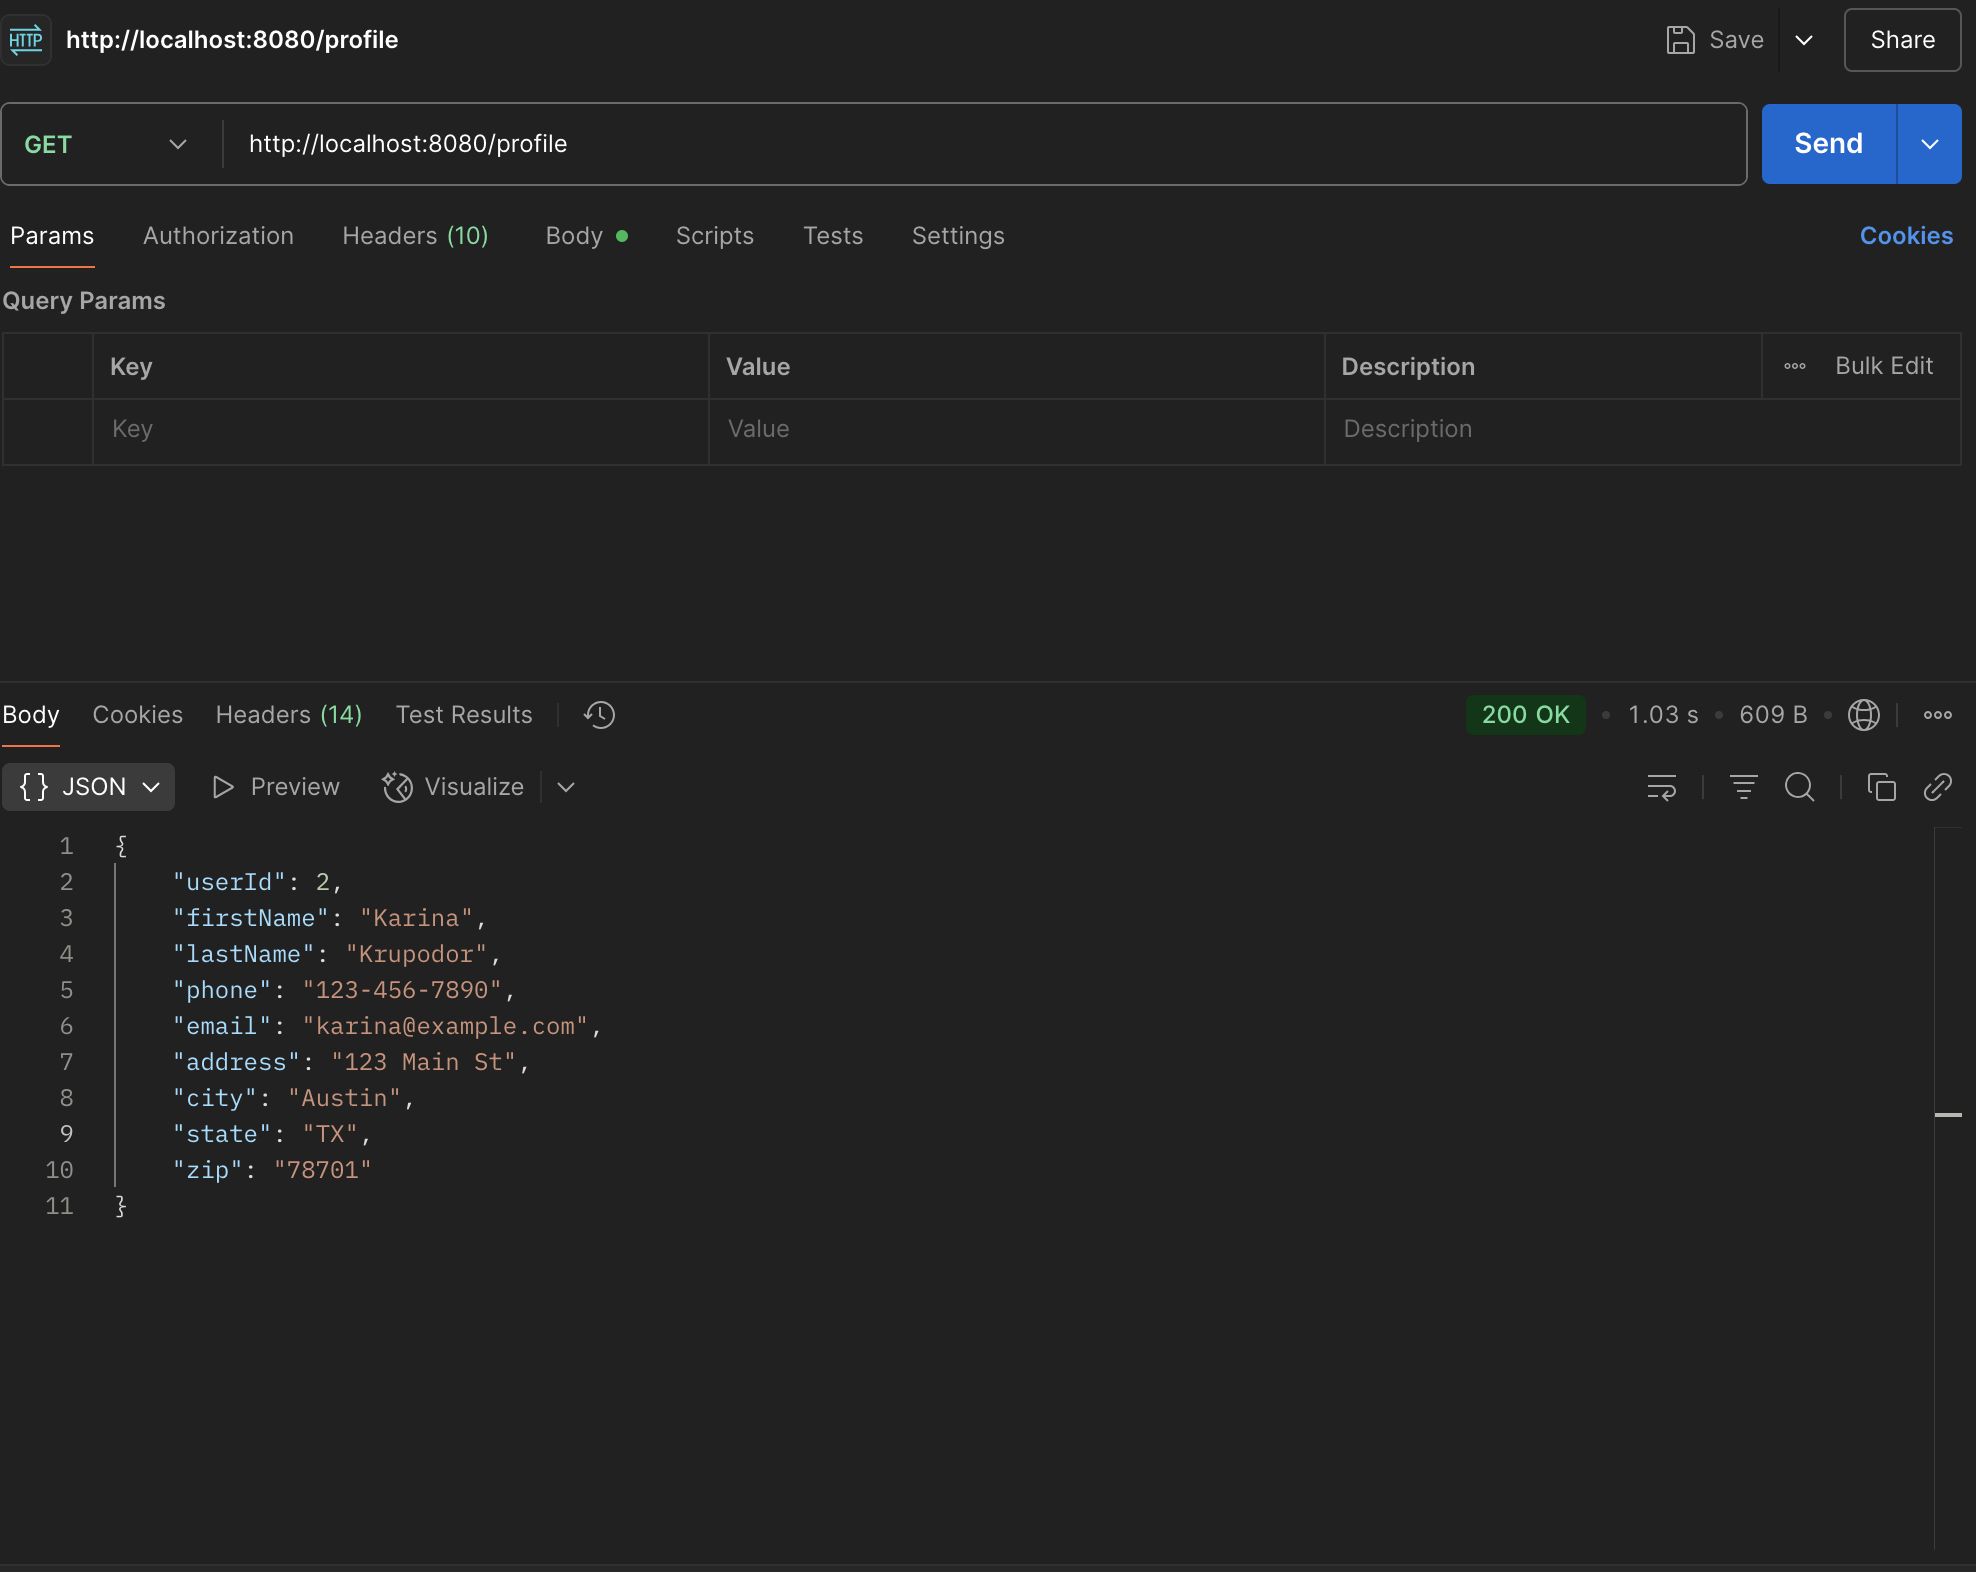 HTTP http://localhost:8080/profile Save Share
GET http://localhost:8080/profile Send
Params Authorization Headers (10) Body Scripts Tests Settings Cookies
Query Params
Key Value Description Bulk Edit
Key Value Description
Body Cookies Headers (14) Test Results 200 OK • 1.03 s • 609 B •
{} JSON Preview Visualize
1 {
2 "userId": 2,
3 "firstName": "Karina",
4 "lastName": "Krupodor",
5 "phone": "123-456-7890",
6 "email": "karina@example.com",
7 "address": "123 Main St",
8 "city": "Austin",
9 "state": "TX",
10 "zip": "78701"
11 }